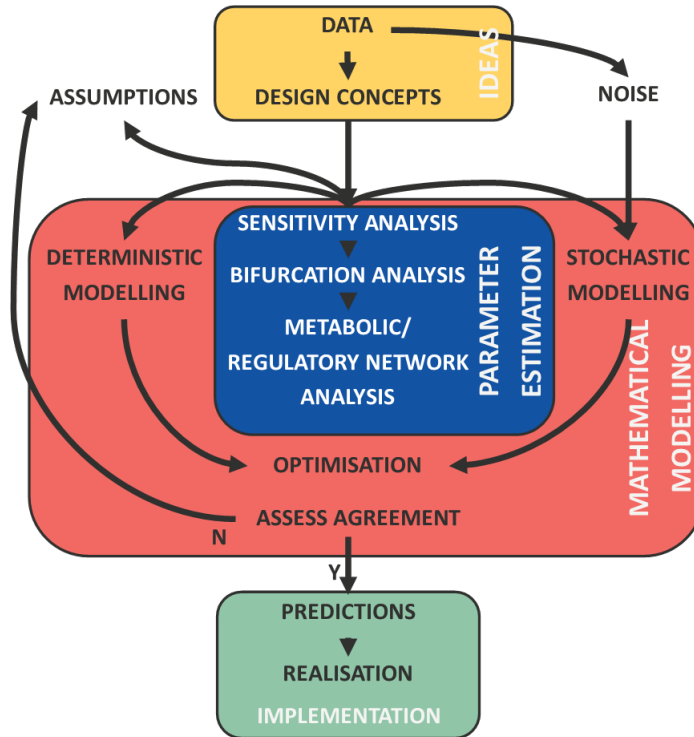 DATA
IDEAS
DESIGN CONCEPTS
ASSUMPTIONS
NOISE
SENSITIVITY ANALYSIS
DETERMINISTIC
MODELLING
BIFURCATION ANALYSIS
METABOLIC/
REGULATORY NETWORK
ANALYSIS
PARAMETER
ESTIMATION
STOCHASTIC
MODELLING
MATHEMATICAL
MODELLING
OPTIMISATION
ASSESS AGREEMENT
N
Y
PREDICTIONS
REALISATION
IMPLEMENTATION